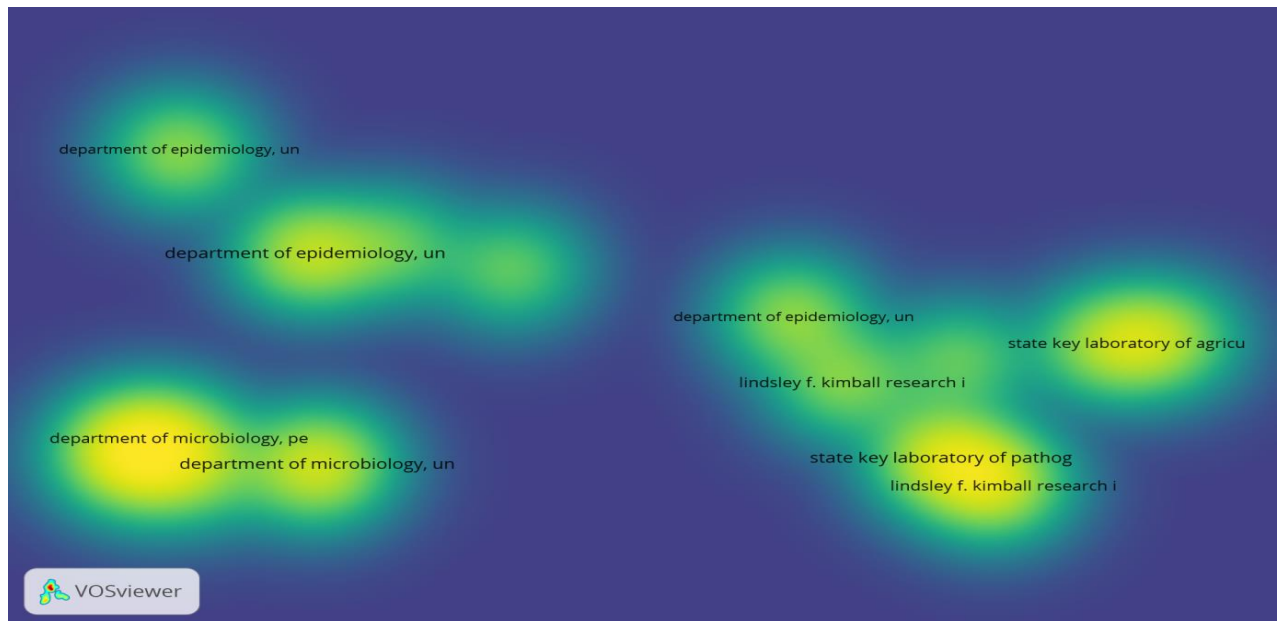 department of epidemiology, un
department of epidemiology, un
department of epidemiology, un
state key laboratory of agricu
lindsley f. kimball research i
department of microbiology, pe
department of microbiology, un
state key laboratory of pathog
lindsley f. kimball research i
VOSviewer